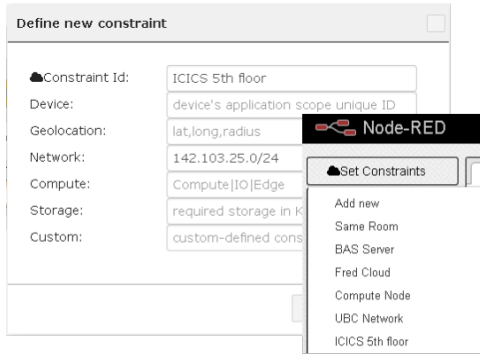 Define new constraint
Constraint Id: ICICS 5th floor
Device: device's application scope unique ID
Geolocation: lat,long,radius
Network: 142.103.25.0/24
Compute: Compute|IO|Edge
Storage: required storage in K
Custom: custom-defined cons
Node-RED
Set Constraints
Add new
Same Room
BAS Server
Fred Cloud
Compute Node
UBC Network
ICICS 5th floor